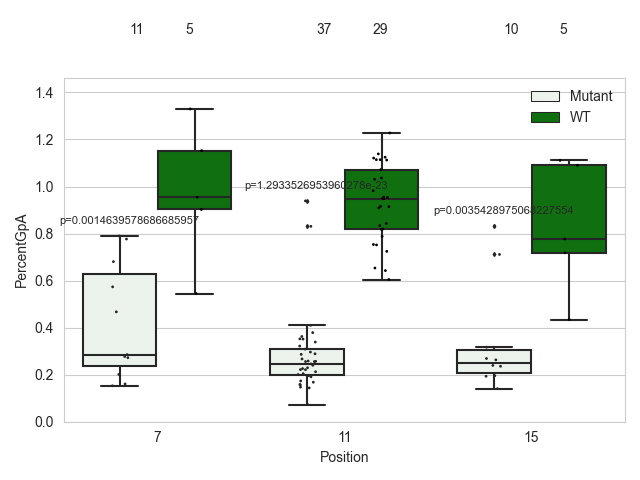 11 5 37 29 10 5
1.4
Mutant
WT
1.2
1.0
p=1.2933526953960278e-23
p=0.0035428975068227554
p=0.0014639578686685957
0.8
0.6
0.4
0.2
0.0
PercentGpA
7 11 15
Position